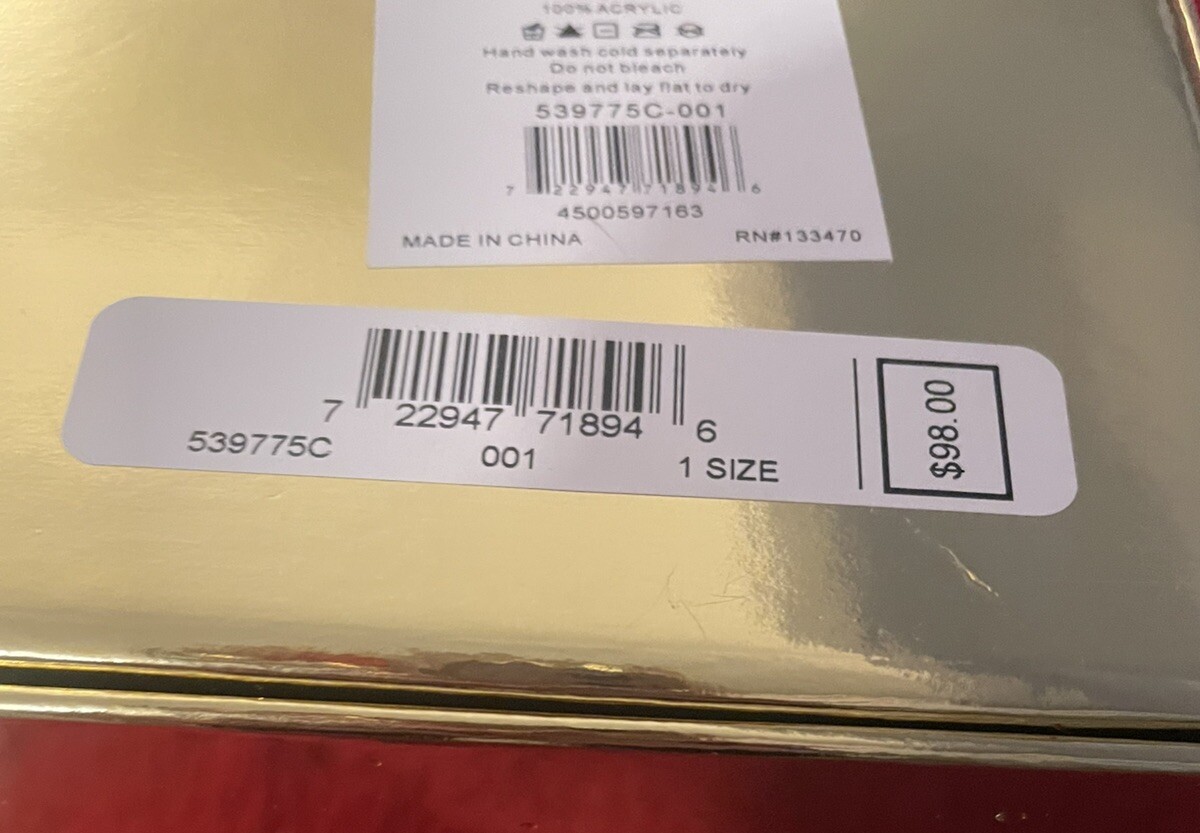 100% ACRYLIC
Hand wash cold separately
Do not bleach
Reshape and lay flat to dry
539775C-001
7 22947 71894 6
4500597163
MADE IN CHINA RN#133470
7 22947 71894 6
539775C 001 1 SIZE
$98.00